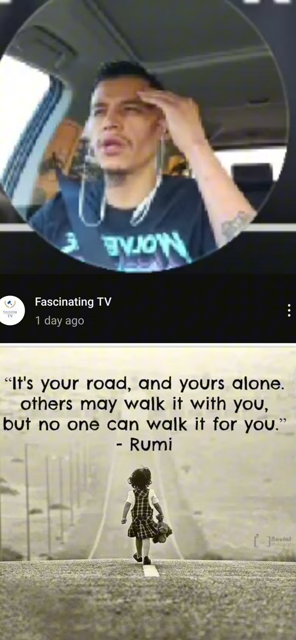 Fascinating TV
1 day ago
“It's your road, and yours alone.
others may walk it with you,
but no one can walk it for you.”
- Rumi